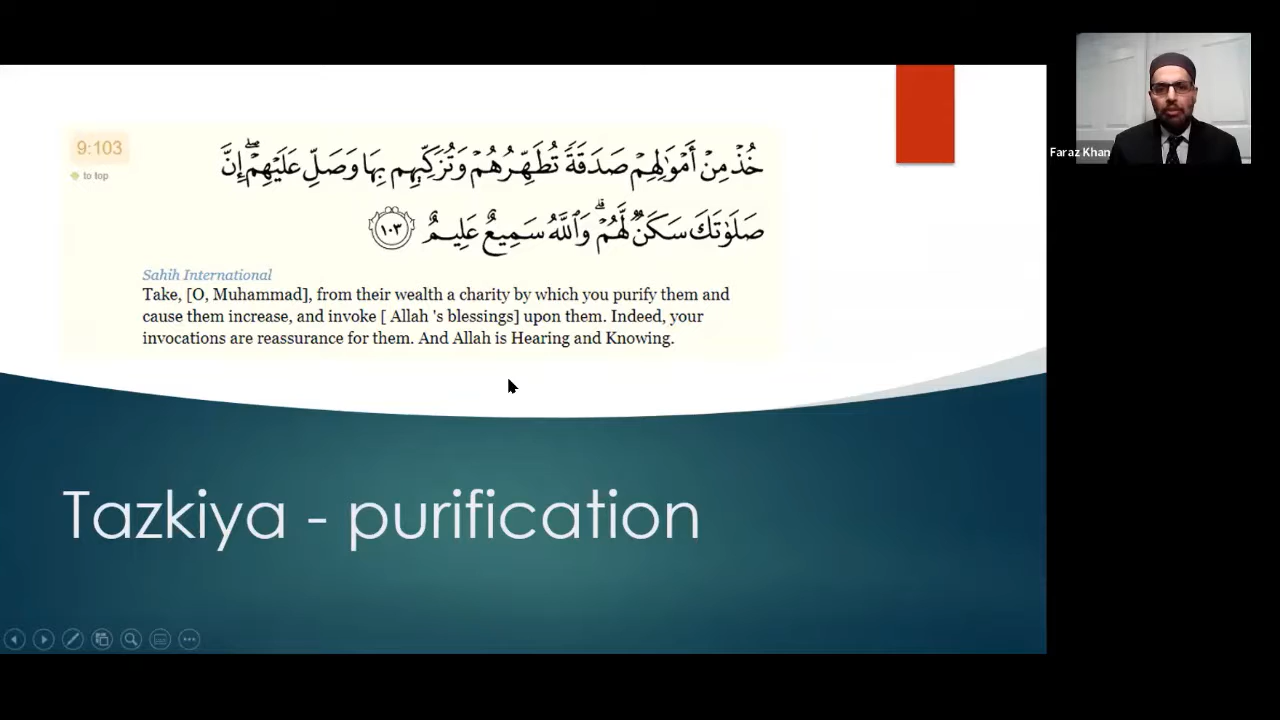 9:103
to top
خُذْ مِنْ أَمْوَٰلِهِمْ صَدَقَةً تُطَهِّرُهُمْ وَتُزَكِّيهِم بِهَا وَصَلِّ عَلَيْهِمْ ۖ إِنَّ
صَلَوٰتَكَ سَكَنٌ لَّهُمْ ۗ وَٱللَّهُ سَمِيعٌ عَلِيمٌ ١٠٣
Sahih International
Take, [O, Muhammad], from their wealth a charity by which you purify them and
cause them increase, and invoke [ Allah 's blessings] upon them. Indeed, your
invocations are reassurance for them. And Allah is Hearing and Knowing.
Tazkiya - purification
Faraz Khan